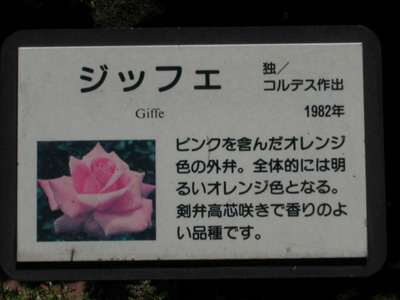 ジッフェ
独／
コルデス作出
Giffe
1982年
ピンクを含んだオレンジ
色の外弁。全体的には明
るいオレンジ色となる。
剣弁高芯咲きで香りのよ
い品種です。